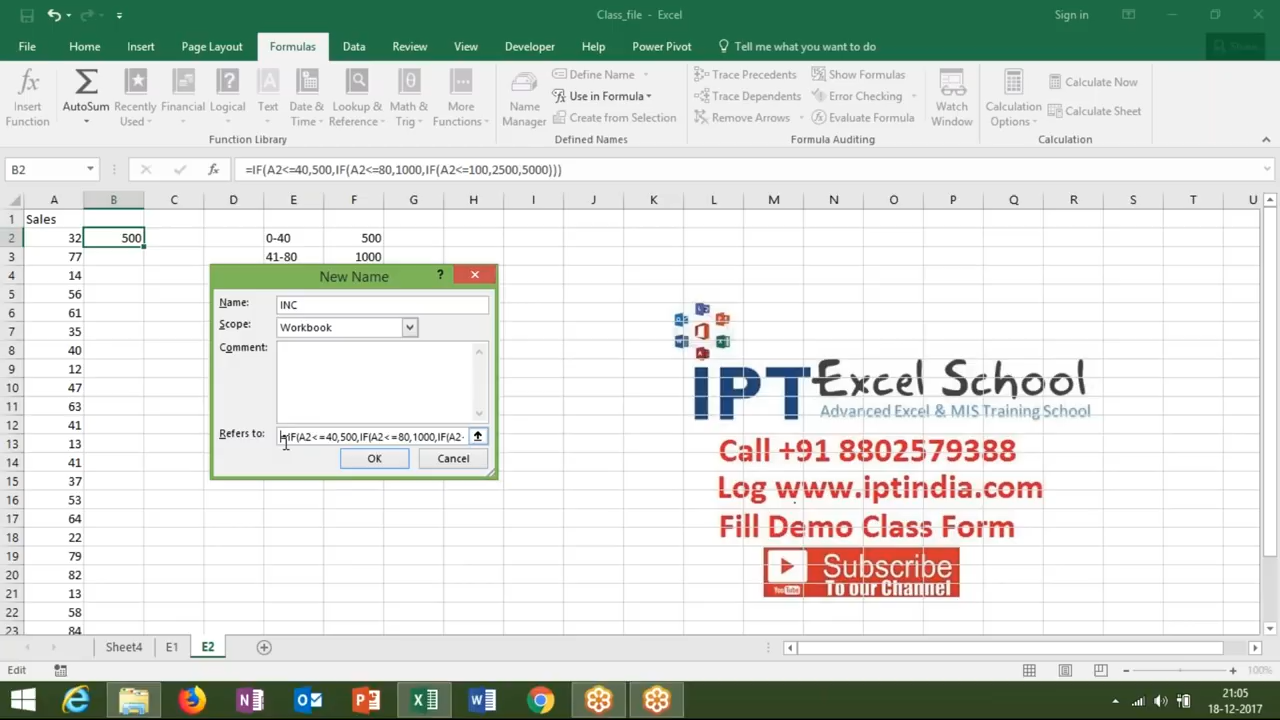 Class_file - Excel
Sign in
File Home Insert Page Layout Formulas Data Review View Developer Help Power Pivot Tell me what you want to do Share
Insert Function
AutoSum
Recently Used
Financial
Logical
Text
Date & Time
Lookup & Reference
Math & Trig
More Functions
Function Library
Name Manager
Define Name
Use in Formula
Create from Selection
Defined Names
Trace Precedents
Trace Dependents
Remove Arrows
Show Formulas
Error Checking
Evaluate Formula
Formula Auditing
Watch Window
Calculation Options
Calculate Now
Calculate Sheet
Calculation
B2 fx =IF(A2<=40,500,IF(A2<=80,1000,IF(A2<=100,2500,5000)))
A B C D E F G H I J K L M N O P Q R S T U
1 Sales
2 32 500 0-40 500
3 77 41-80 1000
4 14
5 56
6 61
7 35
8 40
9 12
10 47
11 63
12 41
13 13
14 41
15 37
16 53
17 64
18 22
19 79
20 82
21 13
22 58
23 84
New Name
?
Name: INC
Scope: Workbook
Comment:
Refers to: =IF(A2<=40,500,IF(A2<=80,1000,IF(A2
OK Cancel
IPT Excel School
Advanced Excel & MIS Training School
Call +91 8802579388
Log www.iptindia.com
Fill Demo Class Form
Subscribe
YouTube To our Channel
Sheet4 E1 E2
Edit
100%
21:05
18-12-2017